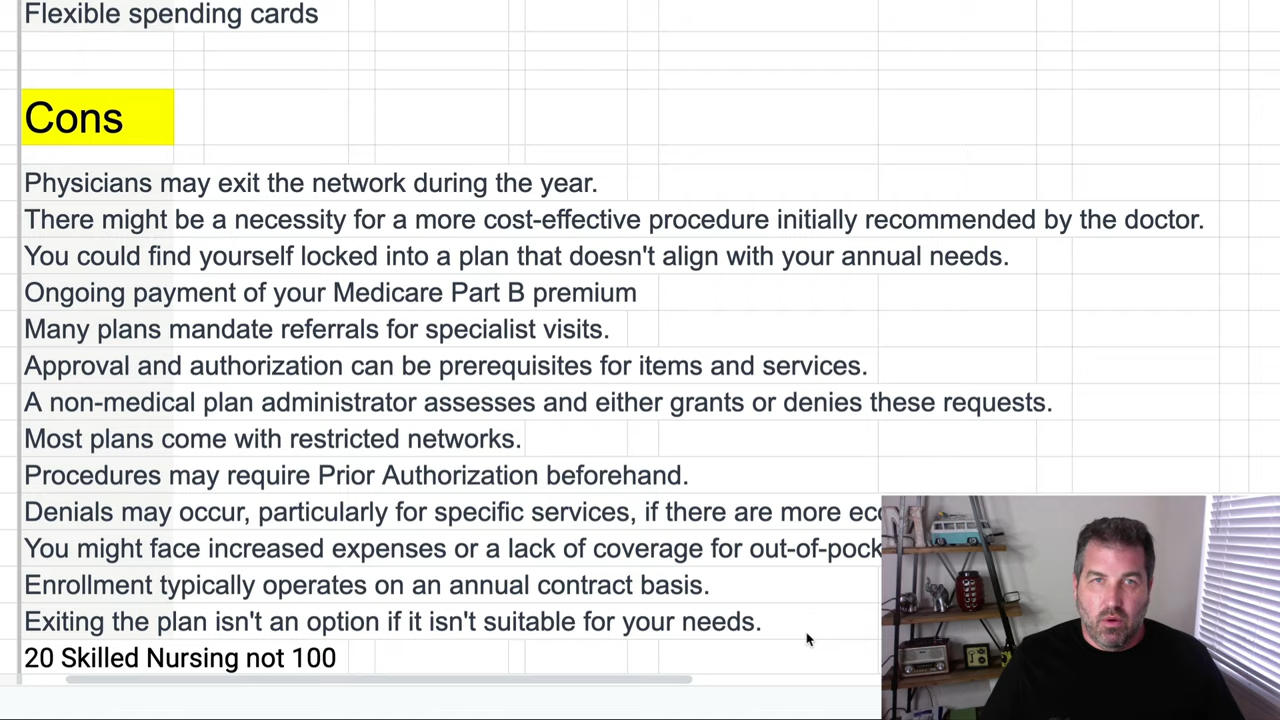 Flexible spending cards
Cons
Physicians may exit the network during the year.
There might be a necessity for a more cost-effective procedure initially recommended by the doctor.
You could find yourself locked into a plan that doesn't align with your annual needs.
Ongoing payment of your Medicare Part B premium
Many plans mandate referrals for specialist visits.
Approval and authorization can be prerequisites for items and services.
A non-medical plan administrator assesses and either grants or denies these requests.
Most plans come with restricted networks.
Procedures may require Prior Authorization beforehand.
Denials may occur, particularly for specific services, if there are more
You might face increased expenses or a lack of coverage for
Enrollment typically operates on an annual contract basis.
Exiting the plan isn't an option if it isn't suitable for your needs.
20 Skilled Nursing not 100